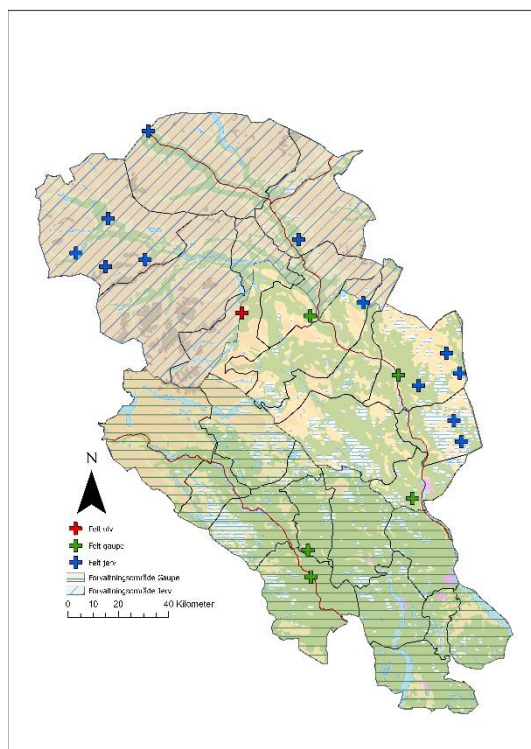 N
Felt ulv
Felt gaupe
Felt jerv
Forvaltningsområde Gaupe
Forvaltningsområde Jerv
0 10 20 40 Kilometer